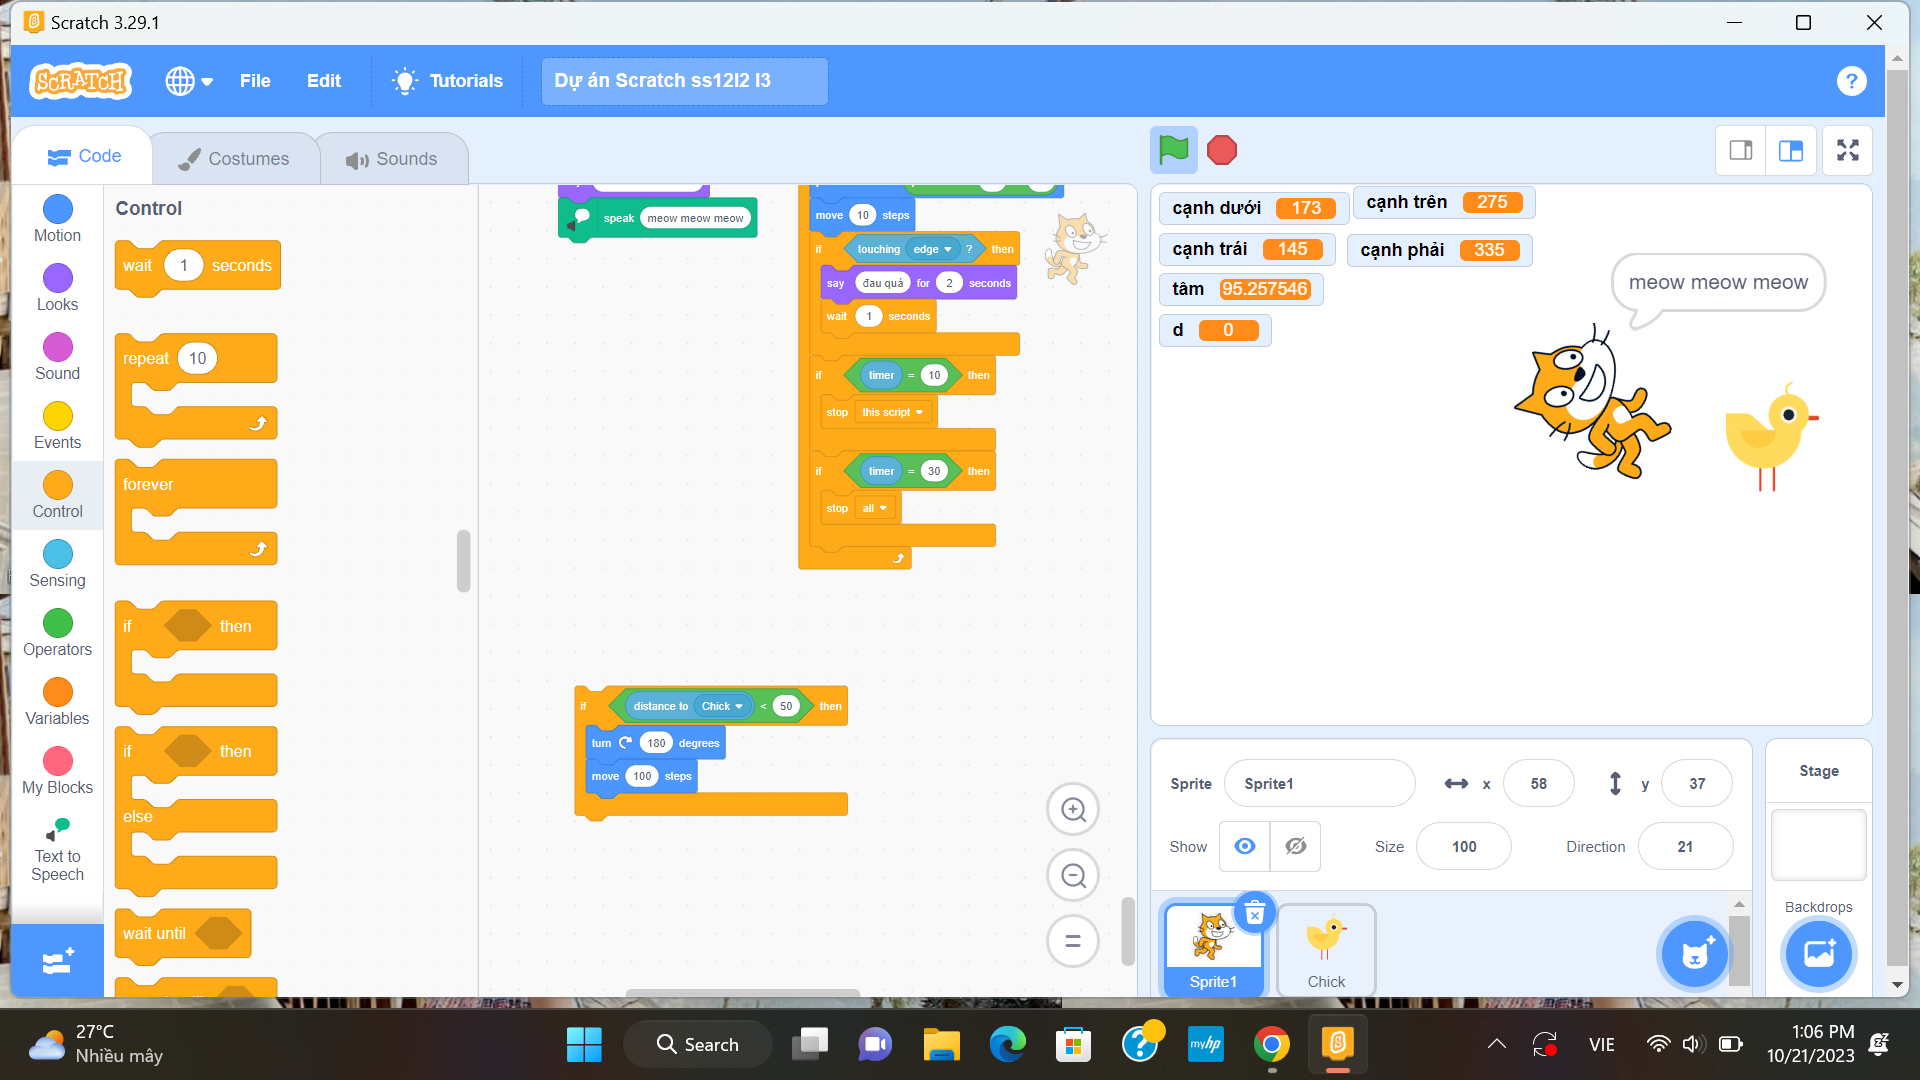 Scratch 3.29.1
SCRATCH
File
Edit
Tutorials
Dự án Scratch ss12l2 l3
?
Code
Costumes
Sounds
Motion
Looks
Sound
Events
Control
Sensing
Operators
Variables
My Blocks
Text to
Speech
Control
wait 1 seconds
repeat 10
forever
if then
if then
else
wait until
speak meow meow meow
move 10 steps
if touching edge ? then
say đau quá for 2 seconds
wait 1 seconds
if timer = 10 then
stop this script
if timer = 30 then
stop all
if distance to Chick < 50 then
turn 180 degrees
move 100 steps
cạnh dưới 173
cạnh trên 275
cạnh trái 145
cạnh phải 335
tâm 95.257546
d 0
meow meow meow
Sprite Sprite1 x 58 y 37
Show Size 100 Direction 21
Sprite1
Chick
Stage
Backdrops
27°C
Nhiều mây
Search
myhp
VIE
1:06 PM
10/21/2023